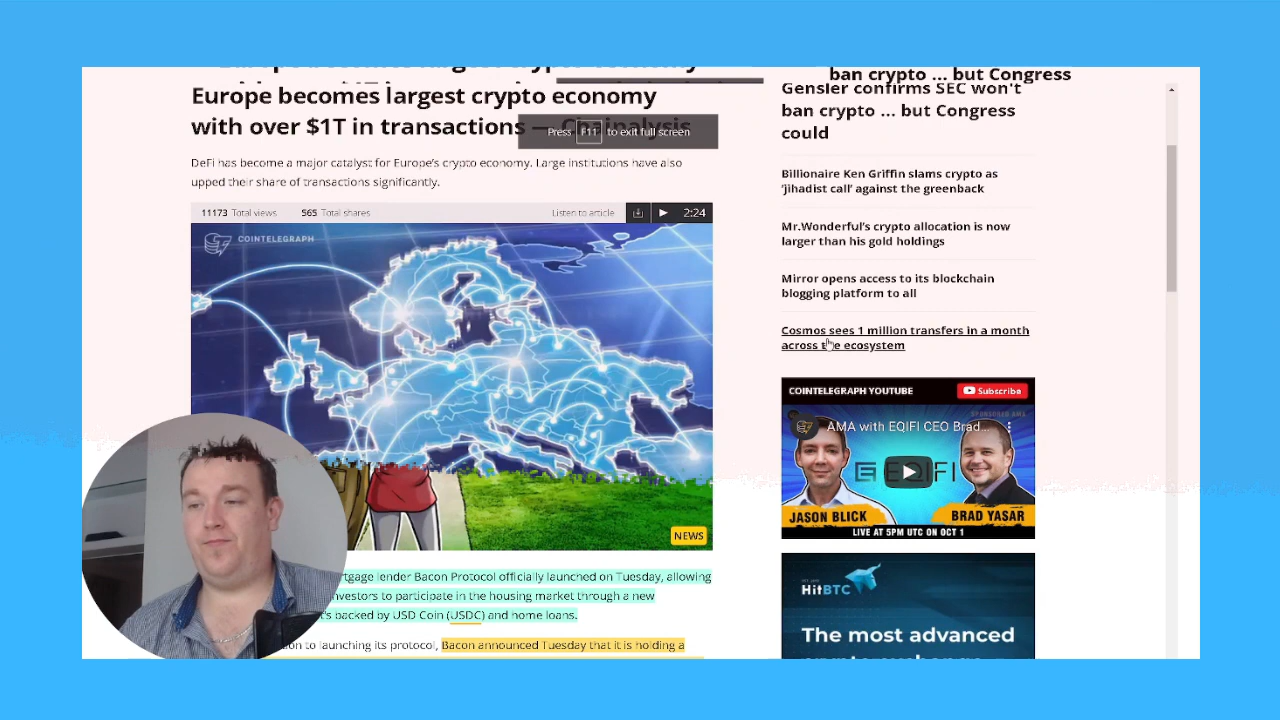 ban crypto ... but Congress
Europe becomes largest crypto economy
with over $1T in transactions — Chainalysis
Press F11 to exit full screen
DeFi has become a major catalyst for Europe's crypto economy. Large institutions have also
upped their share of transactions significantly.
11173 Total views 565 Total shares Listen to article 2:24
COINTELEGRAPH
NEWS
rtgage lender Bacon Protocol officially launched on Tuesday, allowing
nvestors to participate in the housing market through a new
t's backed by USD Coin (USDC) and home loans.
on to launching its protocol, Bacon announced Tuesday that it is holding a
Gensler confirms SEC won't
ban crypto ... but Congress
could
Billionaire Ken Griffin slams crypto as
'jihadist call' against the greenback
Mr.Wonderful's crypto allocation is now
larger than his gold holdings
Mirror opens access to its blockchain
blogging platform to all
Cosmos sees 1 million transfers in a month
across the ecosystem
COINTELEGRAPH YOUTUBE Subscribe
SPONSORED AMA
AMA with EQIFI CEO Brad...
EQIFI
JASON BLICK BRAD YASAR
LIVE AT 5PM UTC ON OCT 1
HitBTC
The most advanced